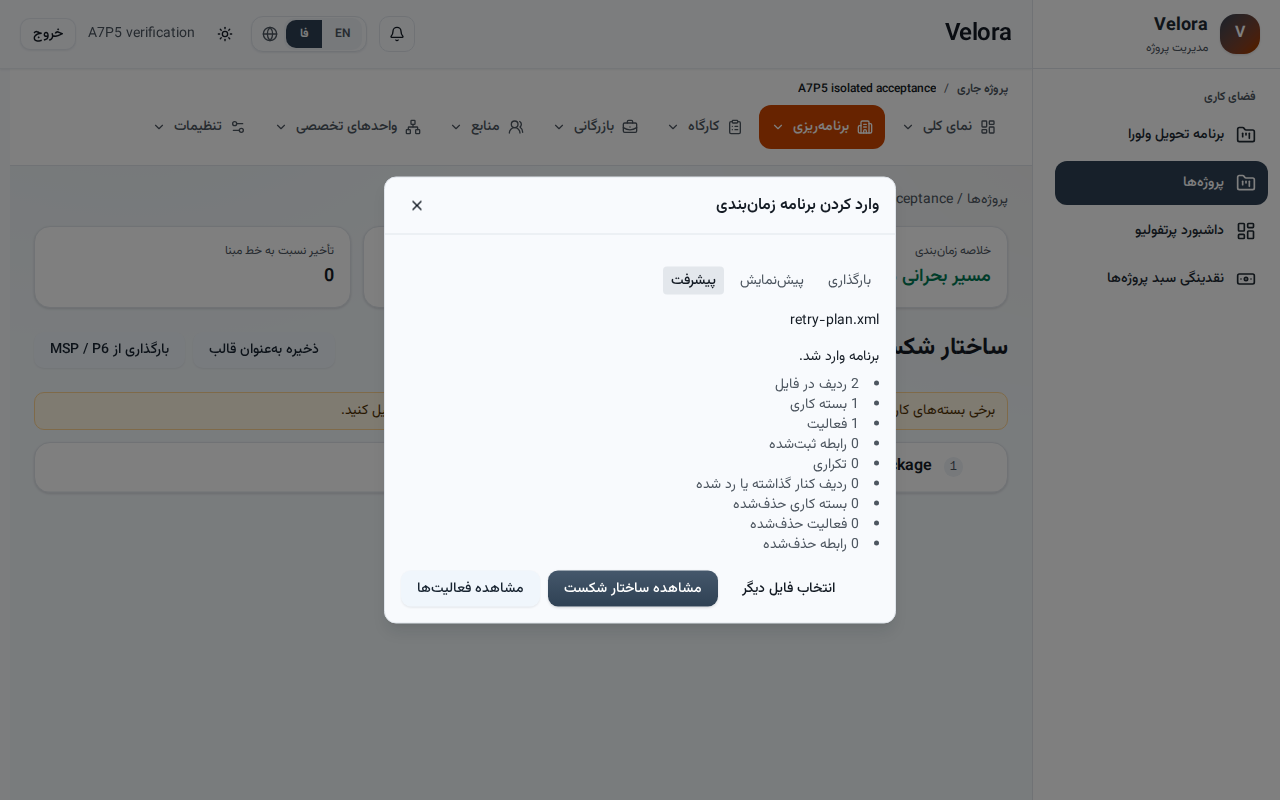 Velora
مدیریت پروژه
V
فضای کاری
برنامه تحویل ولورا
پروژه‌ها
داشبورد پرتفولیو
نقدینگی سبد پروژه‌ها
Velora
EN
فا
A7P5 verification
خروج
پروژه جاری / A7P5 isolated acceptance
نمای کلی
برنامه‌ریزی
کارگاه
بازرگانی
منابع
واحدهای تخصصی
تنظیمات
پروژه‌ها / cceptance
خلاصه زمان‌بندی
مسیر بحرانی
تأخیر نسبت به خط مبنا
0
ساختار شکس
ذخیره به‌عنوان قالب
بارگذاری از MSP / P6
برخی بسته‌های کار
یل کنید.
1
kage
وارد کردن برنامه زمان‌بندی
×
بارگذاری
پیش‌نمایش
پیشرفت
retry-plan.xml
برنامه وارد شد.
• 2 ردیف در فایل
• 1 بسته کاری
• 1 فعالیت
• 0 رابطه ثبت‌شده
• 0 تکراری
• 0 ردیف کنار گذاشته یا رد شده
• 0 بسته کاری حذف‌شده
• 0 فعالیت حذف‌شده
• 0 رابطه حذف‌شده
انتخاب فایل دیگر
مشاهده ساختار شکست
مشاهده فعالیت‌ها